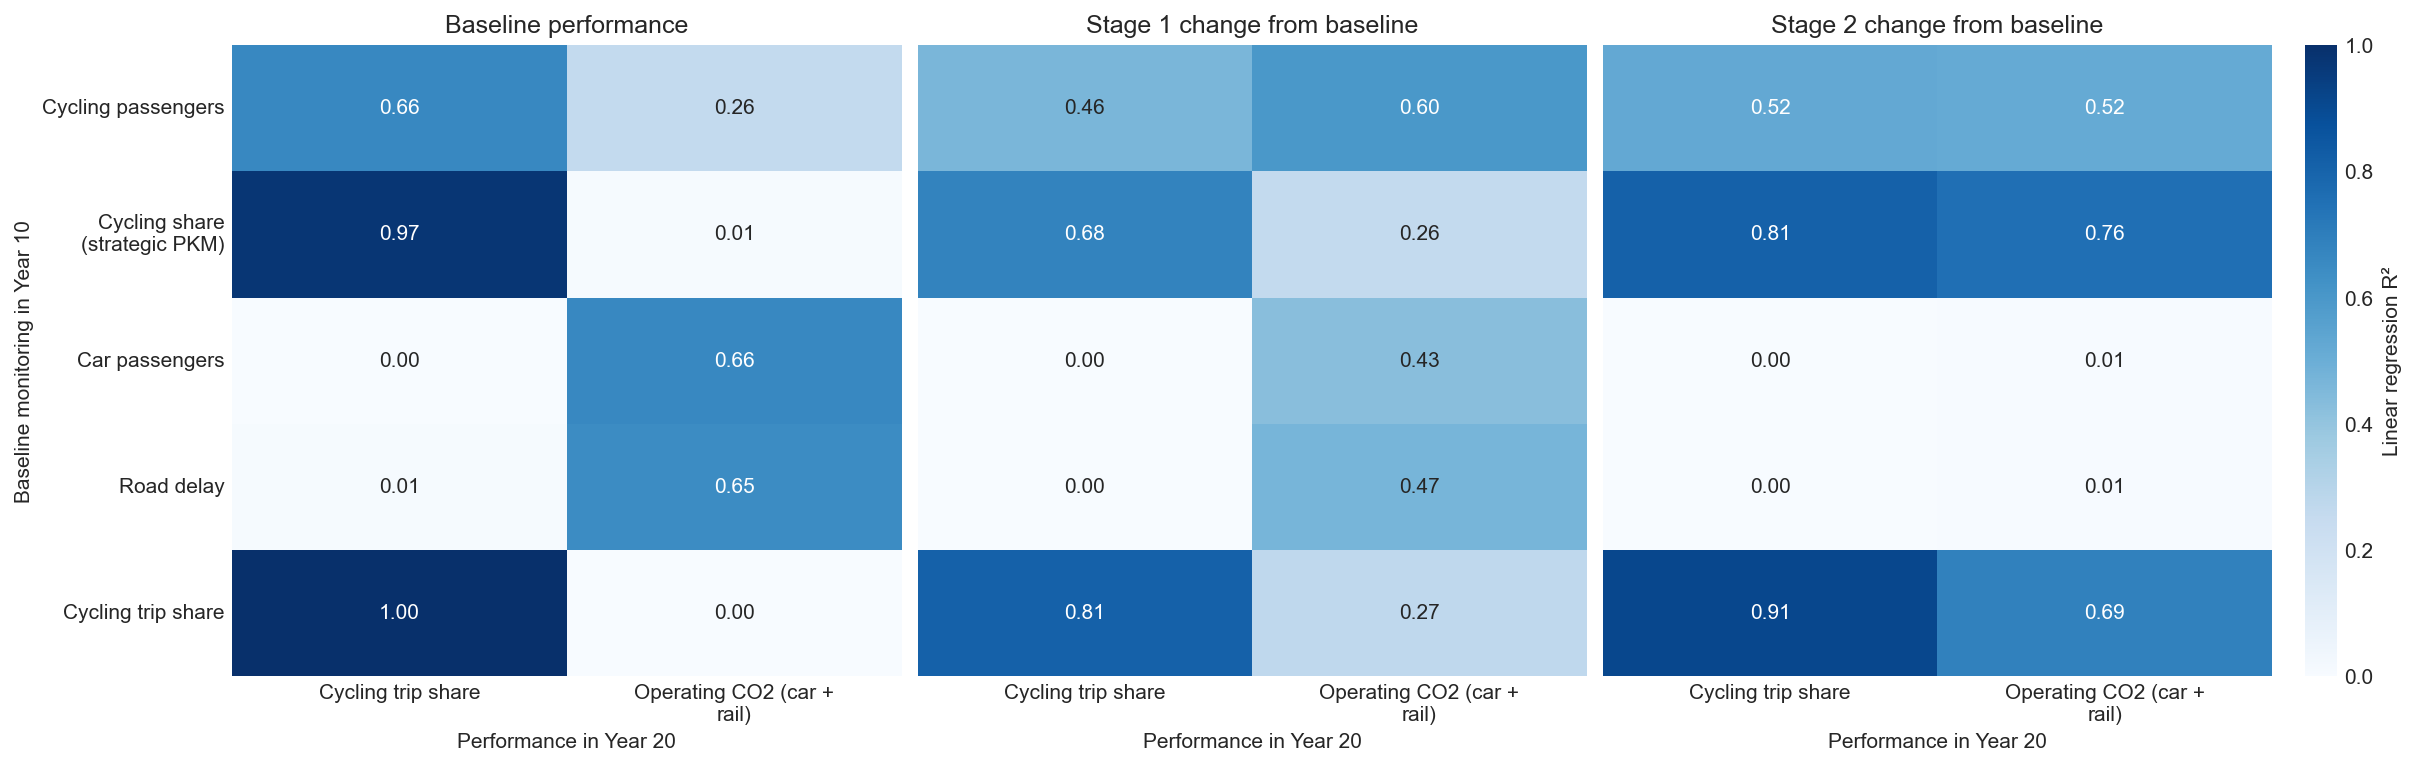 Baseline performance
Stage 1 change from baseline
Stage 2 change from baseline
Baseline monitoring in Year 10
Cycling passengers
0.66 0.26 0.46 0.60 0.52 0.52
Cycling share
(strategic PKM)
0.97 0.01 0.68 0.26 0.81 0.76
Car passengers
0.00 0.66 0.00 0.43 0.00 0.01
Road delay
0.01 0.65 0.00 0.47 0.00 0.01
Cycling trip share
1.00 0.00 0.81 0.27 0.91 0.69
Cycling trip share
Operating CO2 (car +
rail)
Performance in Year 20
Cycling trip share
Operating CO2 (car +
rail)
Performance in Year 20
Cycling trip share
Operating CO2 (car +
rail)
Performance in Year 20
1.0
0.8
0.6
0.4
0.2
0.0
Linear regression R²